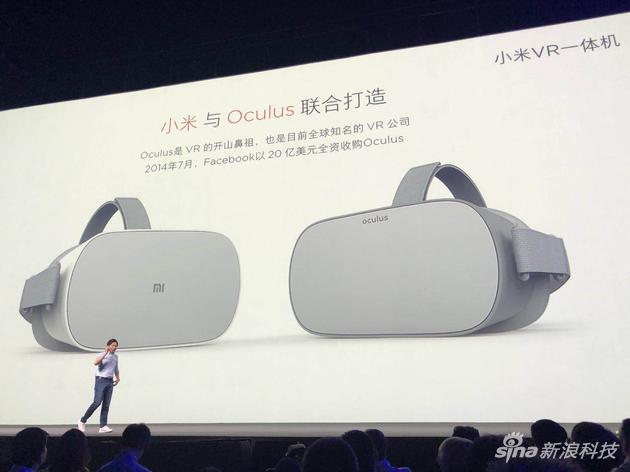 小米VR一体机
小米 与 Oculus 联合打造
Oculus是 VR 的开山鼻祖，也是目前全球知名的 VR 公司
2014年7月，Facebook以 20 亿美元全资收购Oculus
oculus
MI
sina 新浪科技